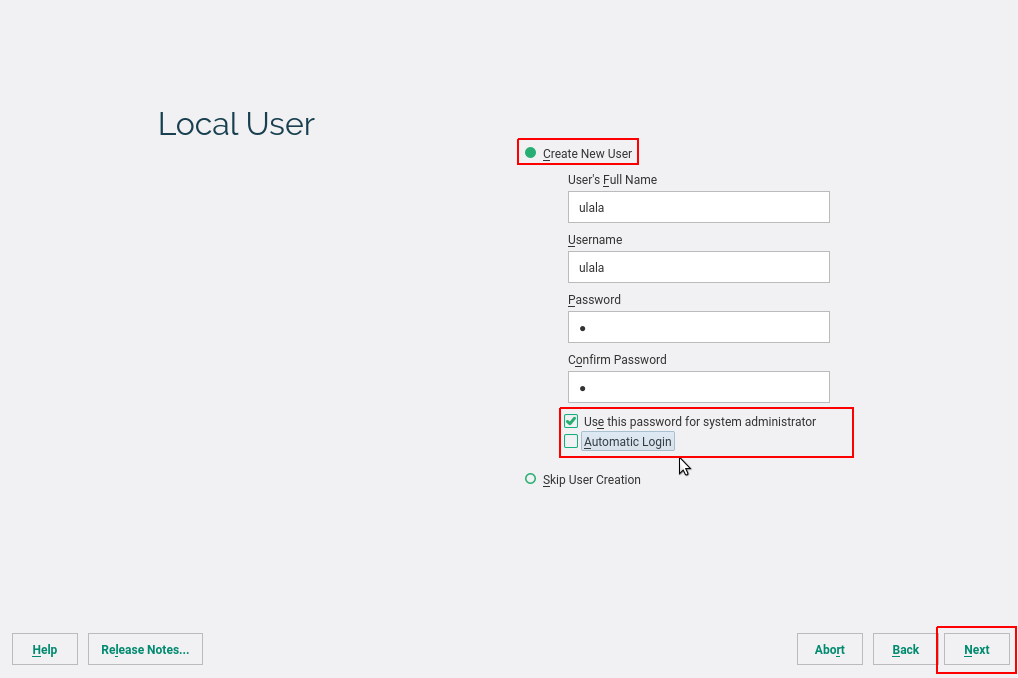 Local User
Create New User
User's Full Name
ulala
Username
ulala
Password
●
Confirm Password
●
Use this password for system administrator
Automatic Login
Skip User Creation
Help
Release Notes...
Abort
Back
Next